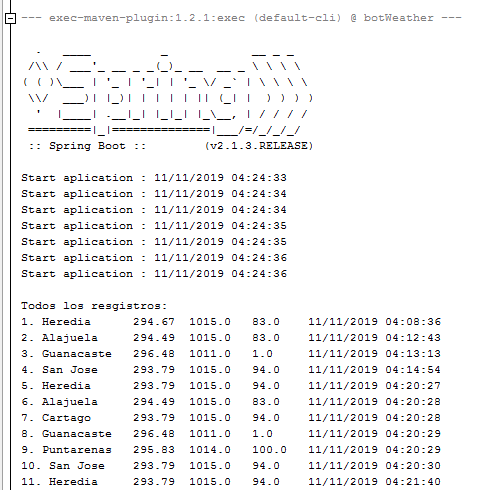 --- exec-maven-plugin:1.2.1:exec (default-cli) @ botWeather ---
:: Spring Boot ::        (v2.1.3.RELEASE)
Start aplication : 11/11/2019 04:24:33
Start aplication : 11/11/2019 04:24:34
Start aplication : 11/11/2019 04:24:34
Start aplication : 11/11/2019 04:24:35
Start aplication : 11/11/2019 04:24:35
Start aplication : 11/11/2019 04:24:36
Start aplication : 11/11/2019 04:24:36
Todos los resgistros:
1. Heredia     294.67  1015.0   83.0    11/11/2019 04:08:36
2. Alajuela    294.49  1015.0   83.0    11/11/2019 04:12:43
3. Guanacaste  296.48  1011.0   1.0     11/11/2019 04:13:13
4. San Jose    293.79  1015.0   94.0    11/11/2019 04:14:54
5. Heredia     293.79  1015.0   94.0    11/11/2019 04:20:27
6. Alajuela    294.49  1015.0   83.0    11/11/2019 04:20:28
7. Cartago     293.79  1015.0   94.0    11/11/2019 04:20:28
8. Guanacaste  296.48  1011.0   1.0     11/11/2019 04:20:29
9. Puntarenas  295.83  1014.0   100.0   11/11/2019 04:20:29
10. San Jose   293.79  1015.0   94.0    11/11/2019 04:20:30
11. Heredia    293.79  1015.0   94.0    11/11/2019 04:21:40